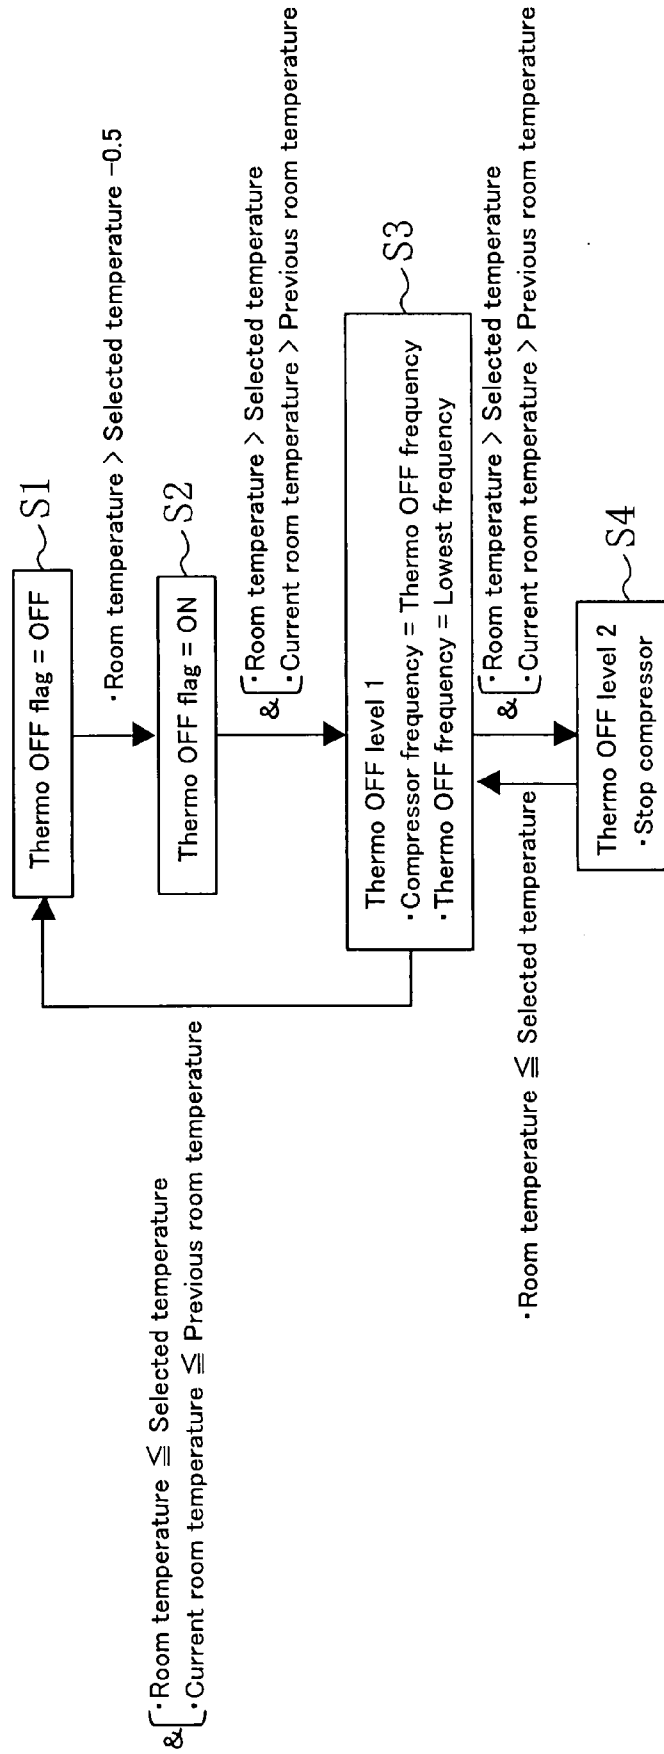 Thermo OFF flag = OFF
S1
·Room temperature > Selected temperature -0.5
Thermo OFF flag = ON
S2
&
·Room temperature > Selected temperature
·Current room temperature > Previous room temperature
&
·Room temperature ≦ Selected temperature
·Current room temperature ≦ Previous room temperature
Thermo OFF level 1
·Compressor frequency = Thermo OFF frequency
·Thermo OFF frequency = Lowest frequency
S3
·Room temperature ≦ Selected temperature
&
·Room temperature > Selected temperature
·Current room temperature > Previous room temperature
Thermo OFF level 2
·Stop compressor
S4